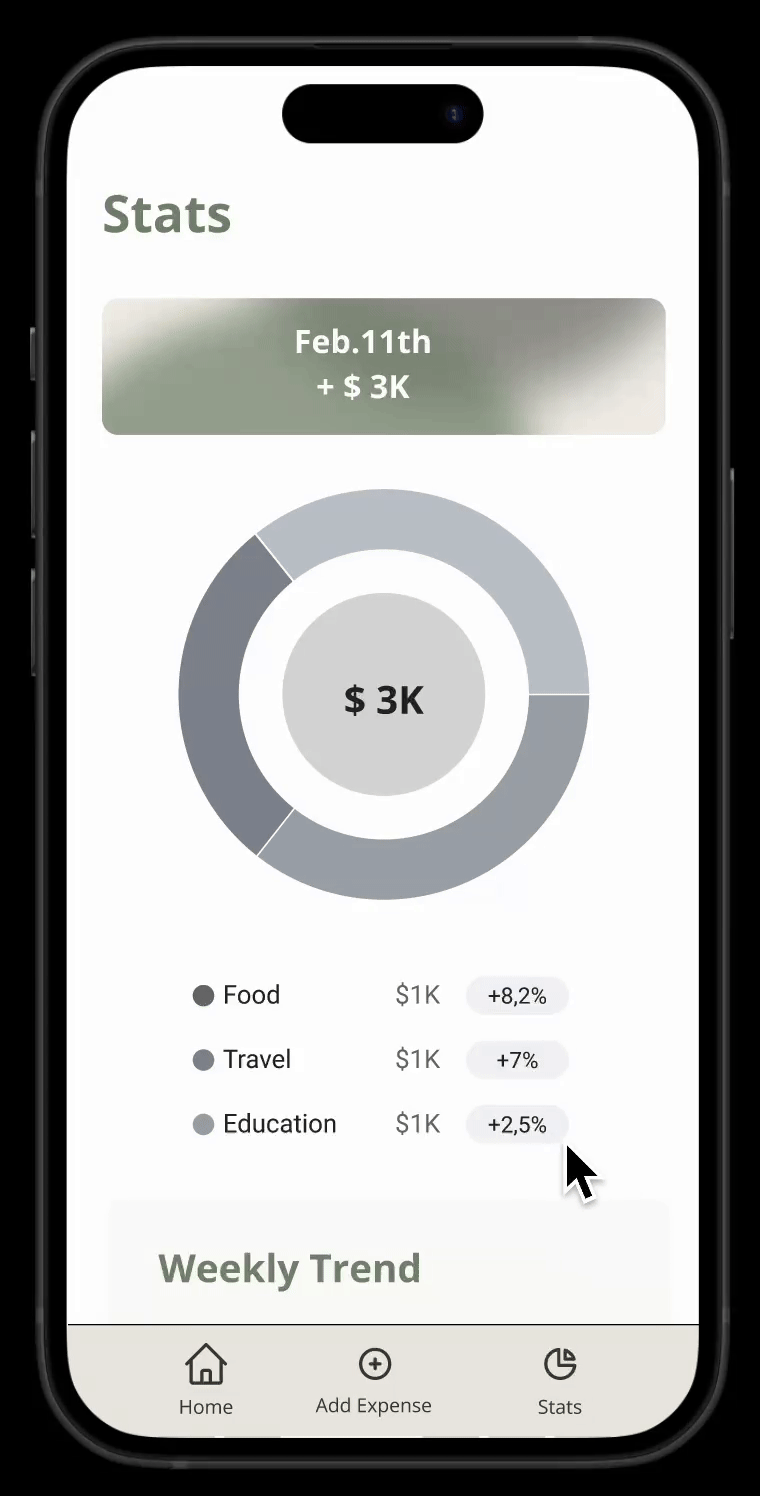 Stats
Feb.11th
+ $ 3K
$ 3K
Food $1K +8,2%
Travel $1K +7%
Education $1K +2,5%
Weekly Trend
Home Add Expense Stats